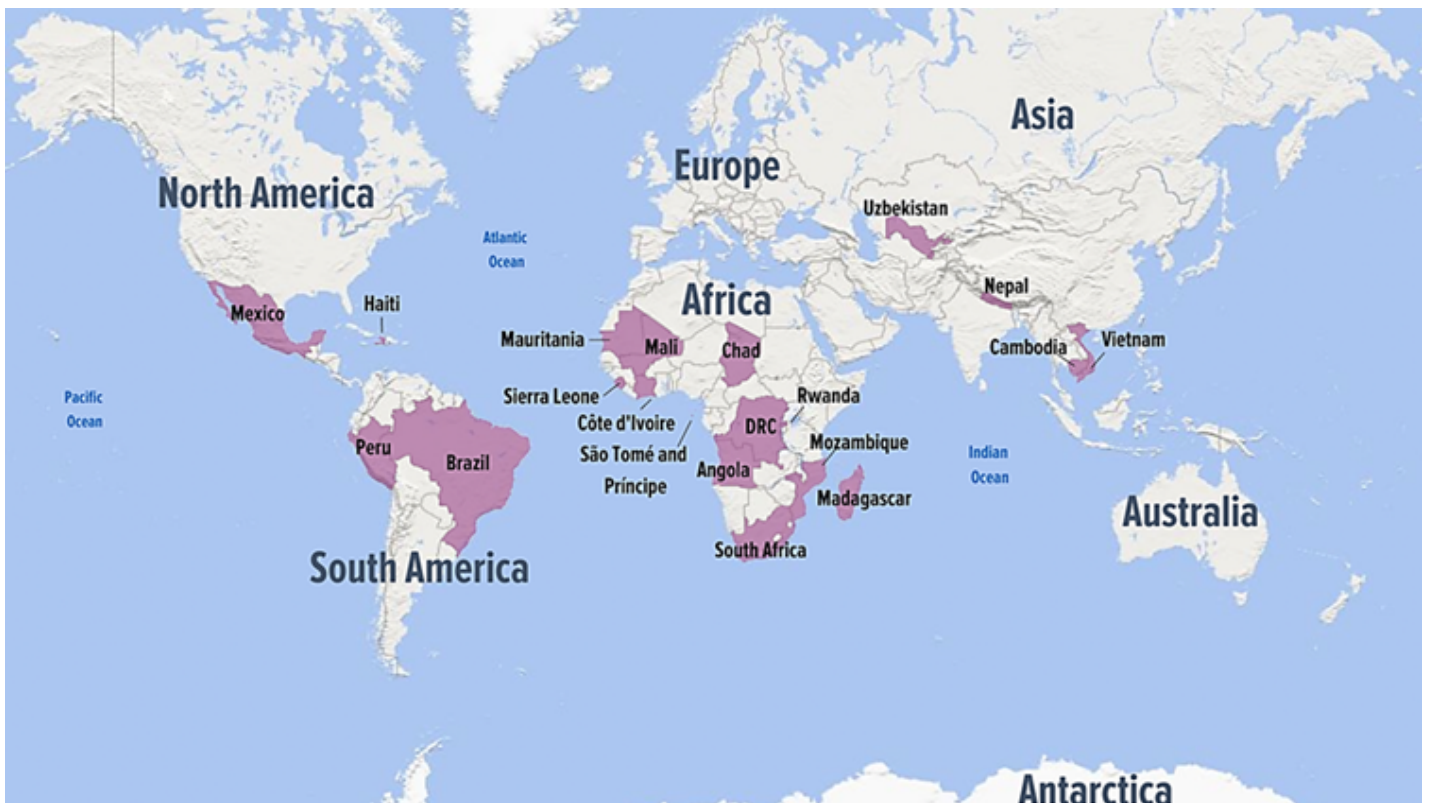 Asia
Europe
North America
Uzbekistan
Atlantic
Ocean
Nepal
Africa
Haiti
Mexico
Mauritania
Mali
Chad
Cambodia
Vietnam
Sierra Leone
Rwanda
Pacific
Ocean
Côte d'Ivoire
DRC
Mozambique
São Tomé and
Príncipe
Peru
Brazil
Angola
Indian
Ocean
Madagascar
Australia
South Africa
South America
Antarctica